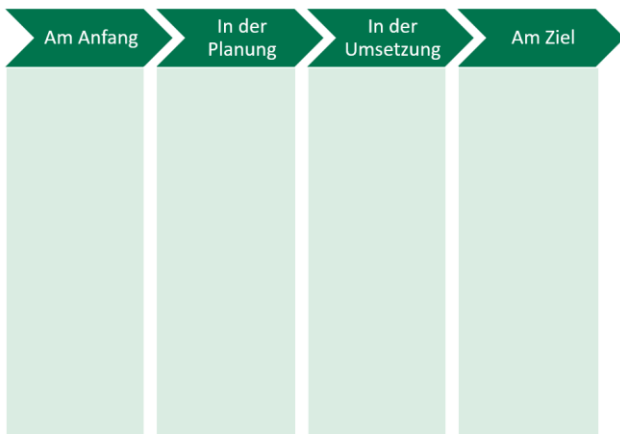 Am Anfang
In der
Planung
In der
Umsetzung
Am Ziel